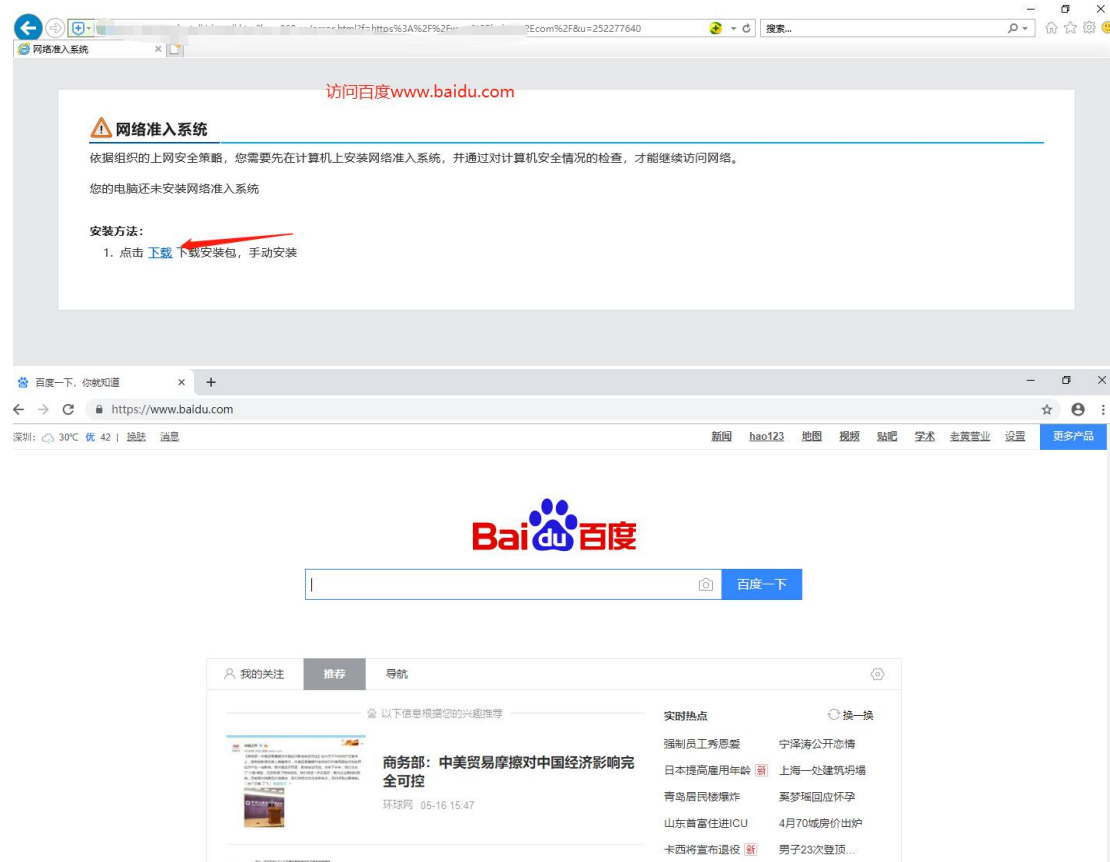 搜索...
网络准入系统
访问百度www.baidu.com
网络准入系统
依据组织的上网安全策略，您需要先在计算机上安装网络准入系统，并通过对计算机安全情况的检查，才能继续访问网络。
您的电脑还未安装网络准入系统
安装方法：
1. 点击 下载 下载安装包，手动安装
百度一下，你就知道
https://www.baidu.com
深圳： 30℃ 优 42 | 换肤 消息
新闻 hao123 地图 视频 贴吧 学术 老黄萱业 设置 更多产品
Bai du 百度
百度一下
我的关注 推荐 导航
以下信息根据您的兴趣推荐
商务部：中美贸易摩擦对中国经济影响完
全可控
环球网 05-16 15:47
实时热点 换一换
强制员工秀恩爱 宁泽涛公开恋情
日本提高雇用年龄 新 上海一处建筑坍塌
青岛居民楼爆炸 奚梦瑶回应怀孕
山东首富住进ICU 4月70城房价出炉
卡西将宣布退役 新 男子23次登顶...